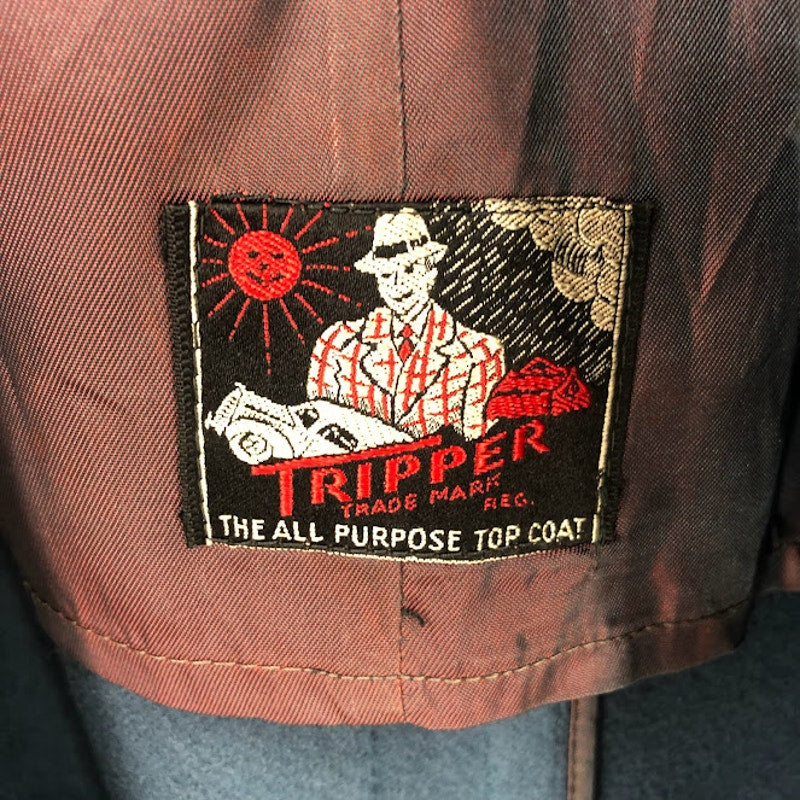 TRIPPER
TRADE MARK
REG.
THE ALL PURPOSE TOP COAT